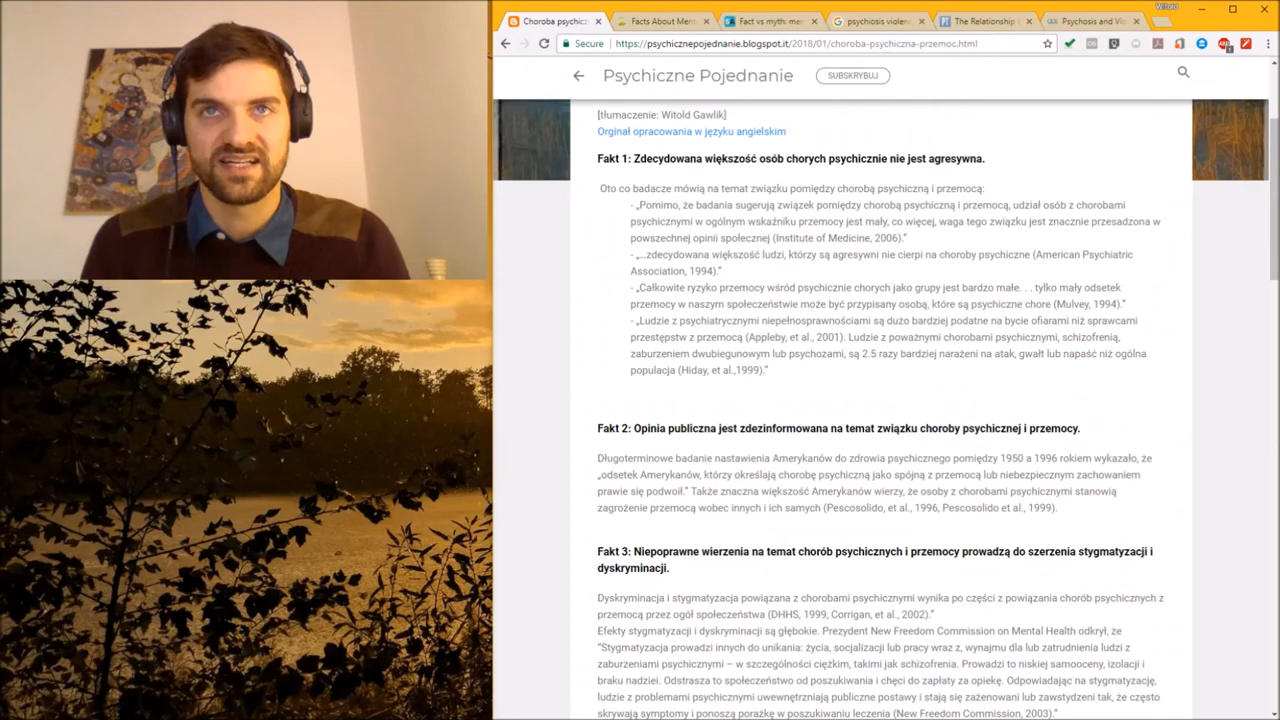 Witold
Choroba psychicz
Facts About Ment
Fact vs myth: men
psychiosis violenc
The Relationship b
Psychosis and Vio
Secure
https://psychicznepojednanie.blogspot.it/2018/01/choroba-psychiczna-przemoc.html
Psychiczne Pojednanie
SUBSKRYBUJ
[tłumaczenie: Witold Gawlik]
Orginał opracowania w języku angielskim
Fakt 1: Zdecydowana większość osób chorych psychicznie nie jest agresywna.
Oto co badacze mówią na temat związku pomiędzy chorobą psychiczną i przemocą:
- „Pomimo, że badania sugerują związek pomiędzy chorobą psychiczną i przemocą, udział osób z chorobami
psychicznymi w ogólnym wskaźniku przemocy jest mały, co więcej, waga tego związku jest znacznie przesadzona w
powszechnej opinii społecznej (Institute of Medicine, 2006).”
- „…zdecydowana większość ludzi, którzy są agresywni nie cierpi na choroby psychiczne (American Psychiatric
Association, 1994).”
- „Całkowite ryzyko przemocy wśród psychicznie chorych jako grupy jest bardzo małe. . . tylko mały odsetek
przemocy w naszym społeczeństwie może być przypisany osobą, które są psychiczne chore (Mulvey, 1994).”
- „Ludzie z psychiatrycznymi niepełnosprawnościami są dużo bardziej podatne na bycie ofiarami niż sprawcami
przestępstw z przemocą (Appleby, et al., 2001). Ludzie z poważnymi chorobami psychicznymi, schizofrenią,
zaburzeniem dwubiegunowym lub psychozami, są 2.5 razy bardziej narażeni na atak, gwałt lub napaść niż ogólna
populacja (Hiday, et al.,1999).”
Fakt 2: Opinia publiczna jest zdezinformowana na temat związku choroby psychicznej i przemocy.
Długoterminowe badanie nastawienia Amerykanów do zdrowia psychicznego pomiędzy 1950 a 1996 rokiem wykazało, że
„odsetek Amerykanów, którzy określają chorobę psychiczną jako spójną z przemocą lub niebezpiecznym zachowaniem
prawie się podwoił.” Także znaczna większość Amerykanów wierzy, że osoby z chorobami psychicznymi stanowią
zagrożenie przemocą wobec innych i ich samych (Pescosolido, et al., 1996, Pescosolido et al., 1999).
Fakt 3: Niepoprawne wierzenia na temat chorób psychicznych i przemocy prowadzą do szerzenia stygmatyzacji i
dyskryminacji.
Dyskryminacja i stygmatyzacja powiązana z chorobami psychicznymi wynika po części z powiązania chorób psychicznych z
przemocą przez ogół społeczeństwa (DHHS, 1999, Corrigan, et al., 2002).”
Efekty stygmatyzacji i dyskryminacji są głębokie. Prezydent New Freedom Commission on Mental Health odkrył, że
“Stygmatyzacja prowadzi innych do unikania: życia, socjalizacji lub pracy wraz z, wynajmu dla lub zatrudnienia ludzi z
zaburzeniami psychicznymi – w szczególności ciężkim, takimi jak schizofrenia. Prowadzi to niskiej samooceny, izolacji i
braku nadziei. Odstrasza to społeczeństwo od poszukiwania i chęci do zapłaty za opiekę. Odpowiadając na stygmatyzację,
ludzie z problemami psychicznymi uwewnętrzniają publiczne postawy i stają się zażenowani lub zawstydzeni tak, że często
skrywają symptomy i ponoszą porażkę w poszukiwaniu leczenia (New Freedom Commission, 2003).”